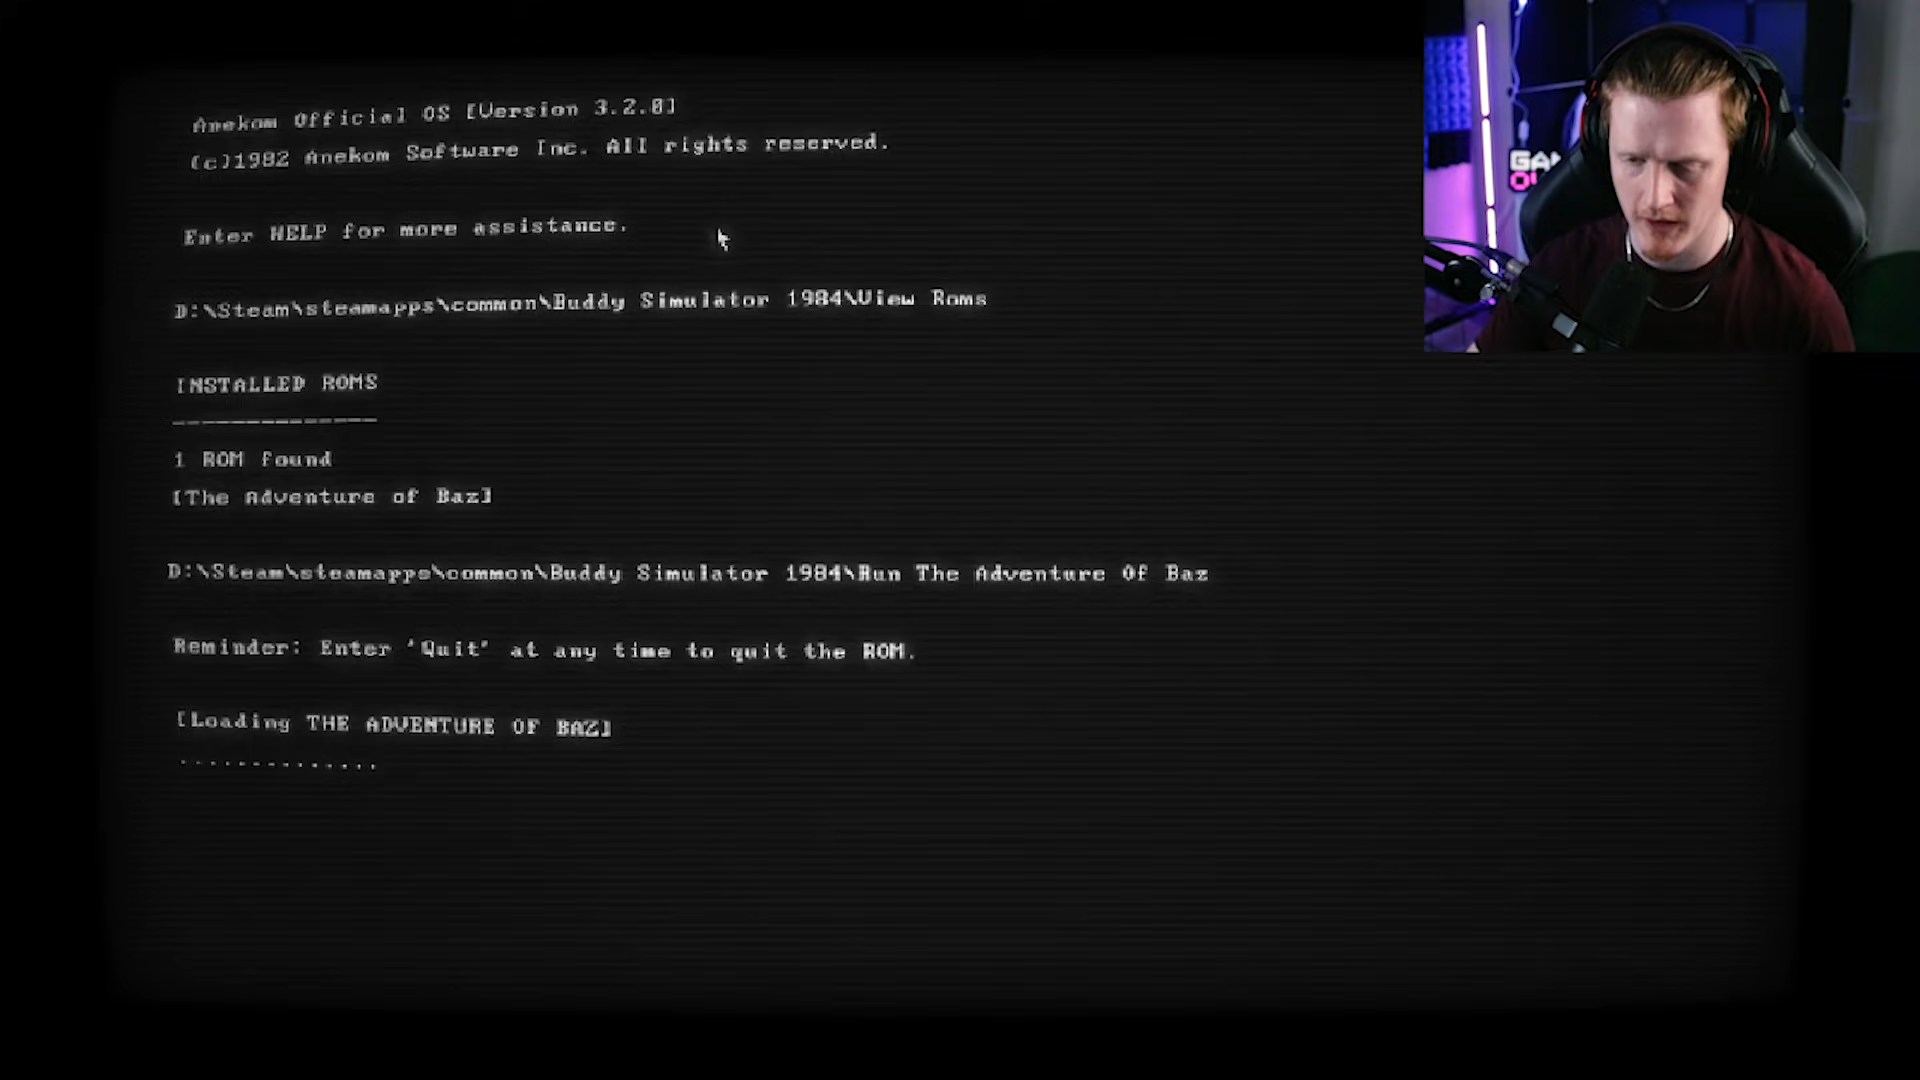 Anekom Official OS [Version 3.2.0]
(c)1982 Anekom Software Inc. All rights reserved.
Enter HELP for more assistance.
D:\Steam\steamapps\common\Buddy Simulator 1984\View Roms
INSTALLED ROMS
--------------
1 ROM found
[The Adventure of Baz]
D:\Steam\steamapps\common\Buddy Simulator 1984\Run The Adventure Of Baz
Reminder: Enter 'Quit' at any time to quit the ROM.
[Loading THE ADVENTURE OF BAZ]
..............